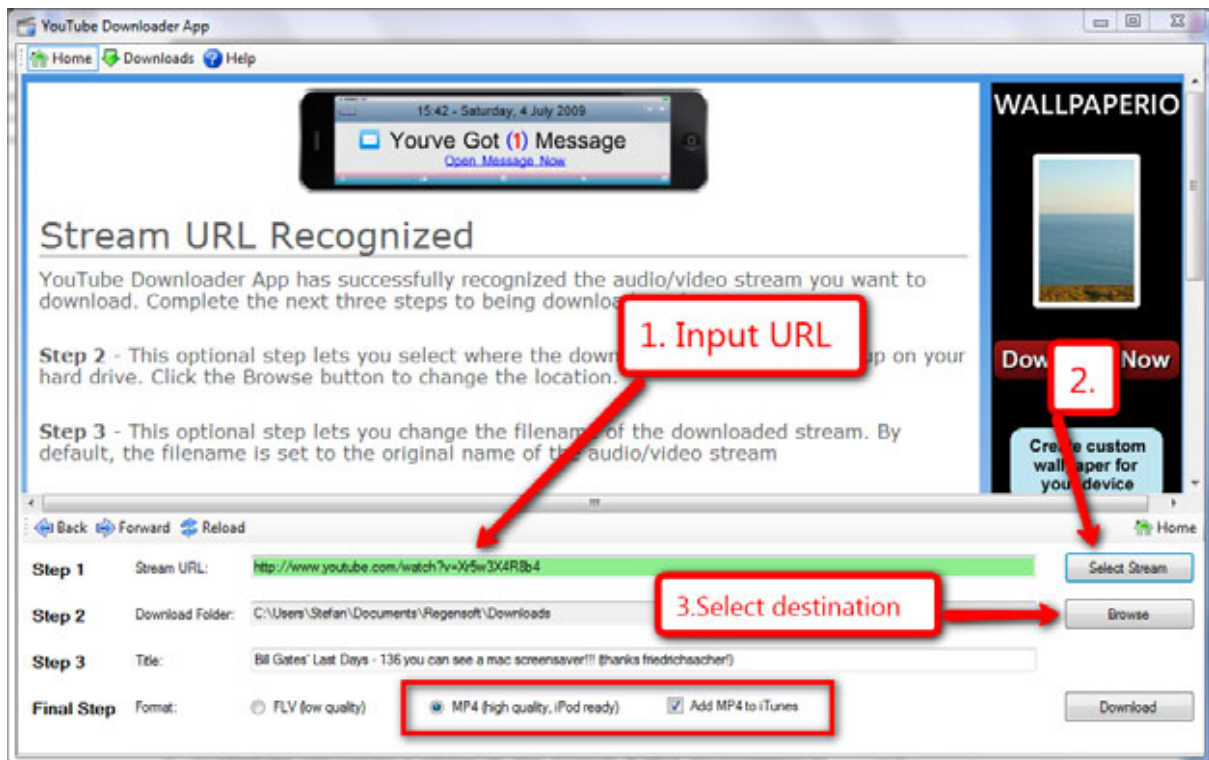 YouTube Downloader App
Home Downloads Help
15:42 - Saturday, 4 July 2009
Youve Got (1) Message
Open Message Now
WALLPAPERIO
Stream URL Recognized
YouTube Downloader App has successfully recognized the audio/video stream you want to
download. Complete the next three steps to being
1. Input URL
Step 2 - This optional step lets you select where the up on your
hard drive. Click the Browse button to change the location.
Now
2.
Step 3 - This optional step lets you change the filename of the downloaded stream. By
default, the filename is set to the original name of the audio/video stream
Create custom
wallpaper for
your device
Back Forward Reload
Home
Step 1 Stream URL: http://www.youtube.com/watch?v=Xr5w3X4R8b4 Select Stream
Step 2 Download Folder: C:\Users\Stefan\Documents\Regensoft\Downloads Browse
3.Select destination
Step 3 Title: Bill Gates' Last Days - 136 you can see a mac screensaver!!! (thanks friedrichsacher!)
Final Step Format: FLV (low quality) MP4 (high quality, iPod ready) Add MP4 to iTunes Download